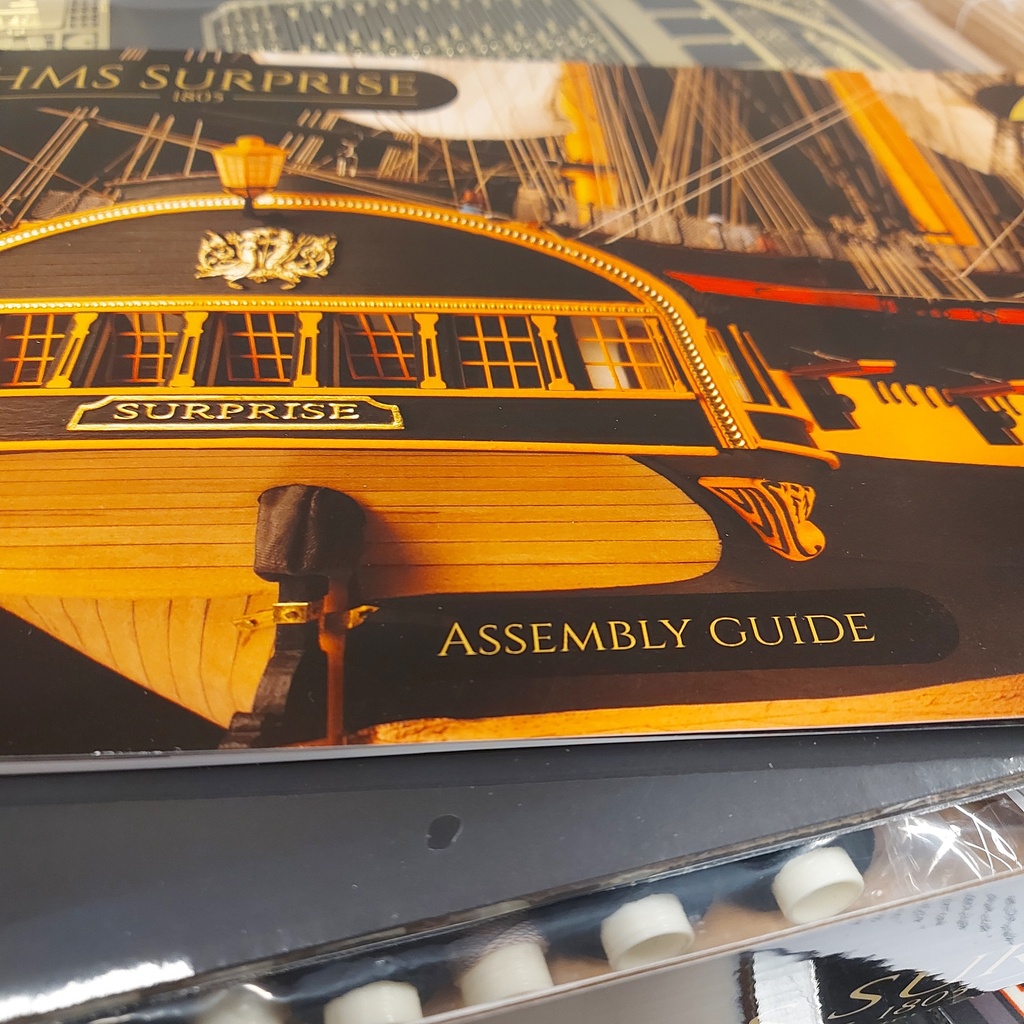 HMS SURPRISE
1805
SURPRISE
ASSEMBLY GUIDE